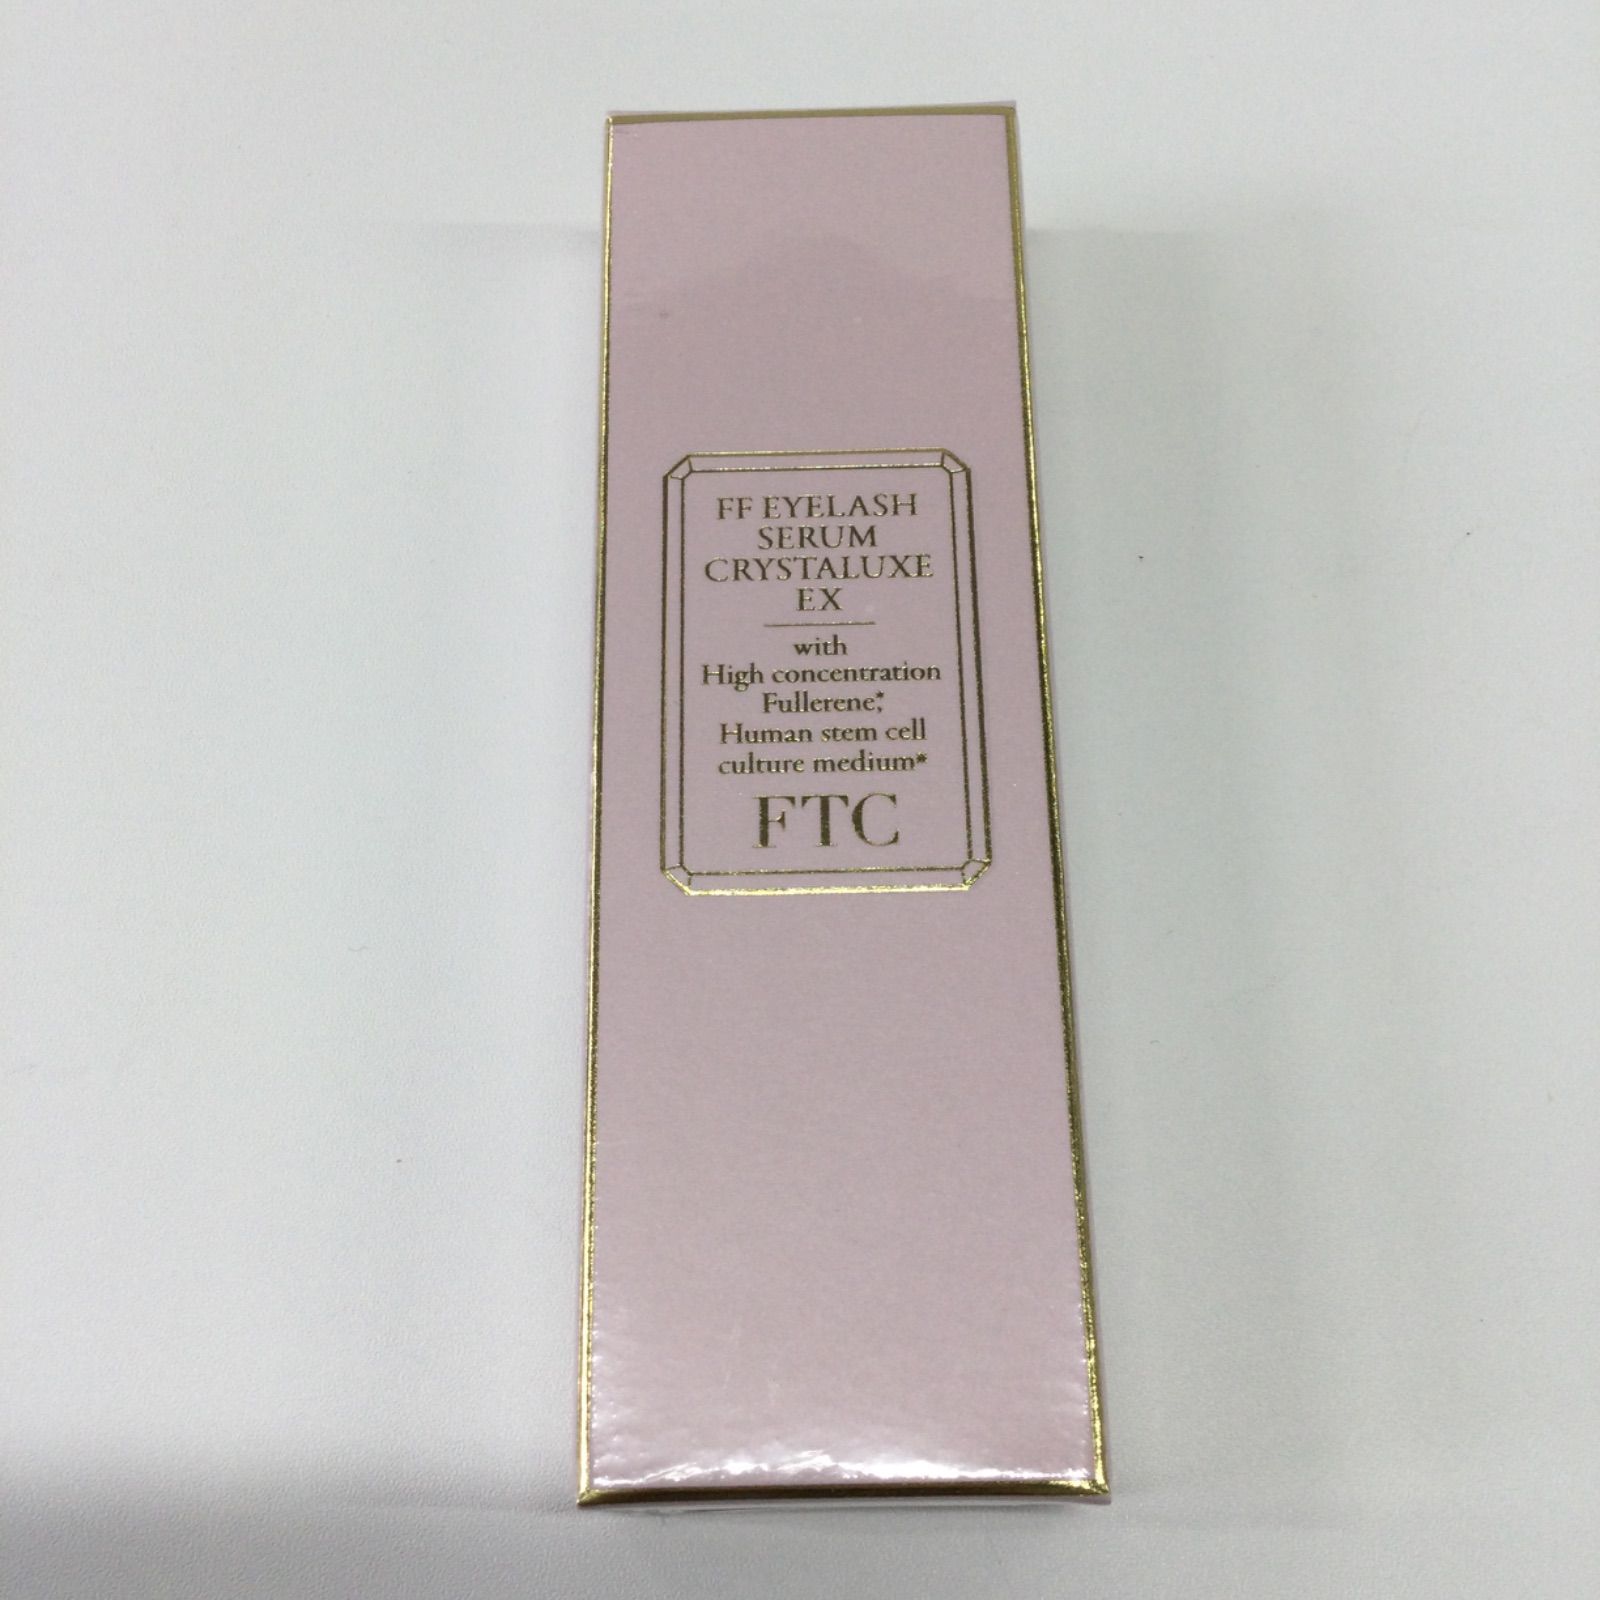 FF EYELASH
SERUM
CRYSTALUXE
EX
with
High concentration
Fullerene*,
Human stem cell
culture medium*
FTC